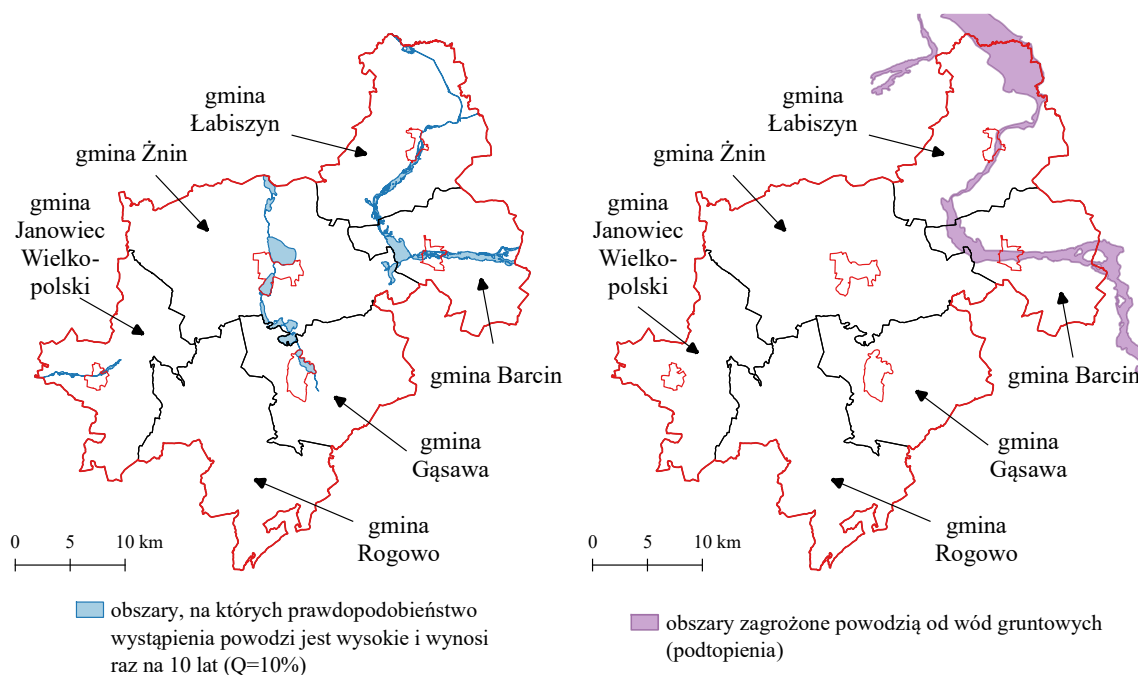 gmina
Łabiszyn
gmina Żnin
gmina
Janowiec
Wielko-
polski
gmina Barcin
gmina
Gąsawa
gmina
Rogowo
0 5 10 km
obszary, na których prawdopodobieństwo
wystąpienia powodzi jest wysokie i wynosi
raz na 10 lat (Q=10%)
gmina
Łabiszyn
gmina Żnin
gmina
Janowiec
Wielko-
polski
gmina Barcin
gmina
Gąsawa
gmina
Rogowo
0 5 10 km
obszary zagrożone powodzią od wód gruntowych
(podtopienia)